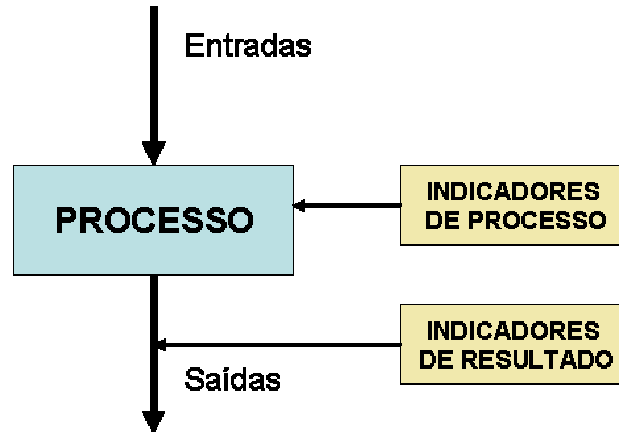 Entradas
PROCESSO
INDICADORES
DE PROCESSO
INDICADORES
DE RESULTADO
Saídas